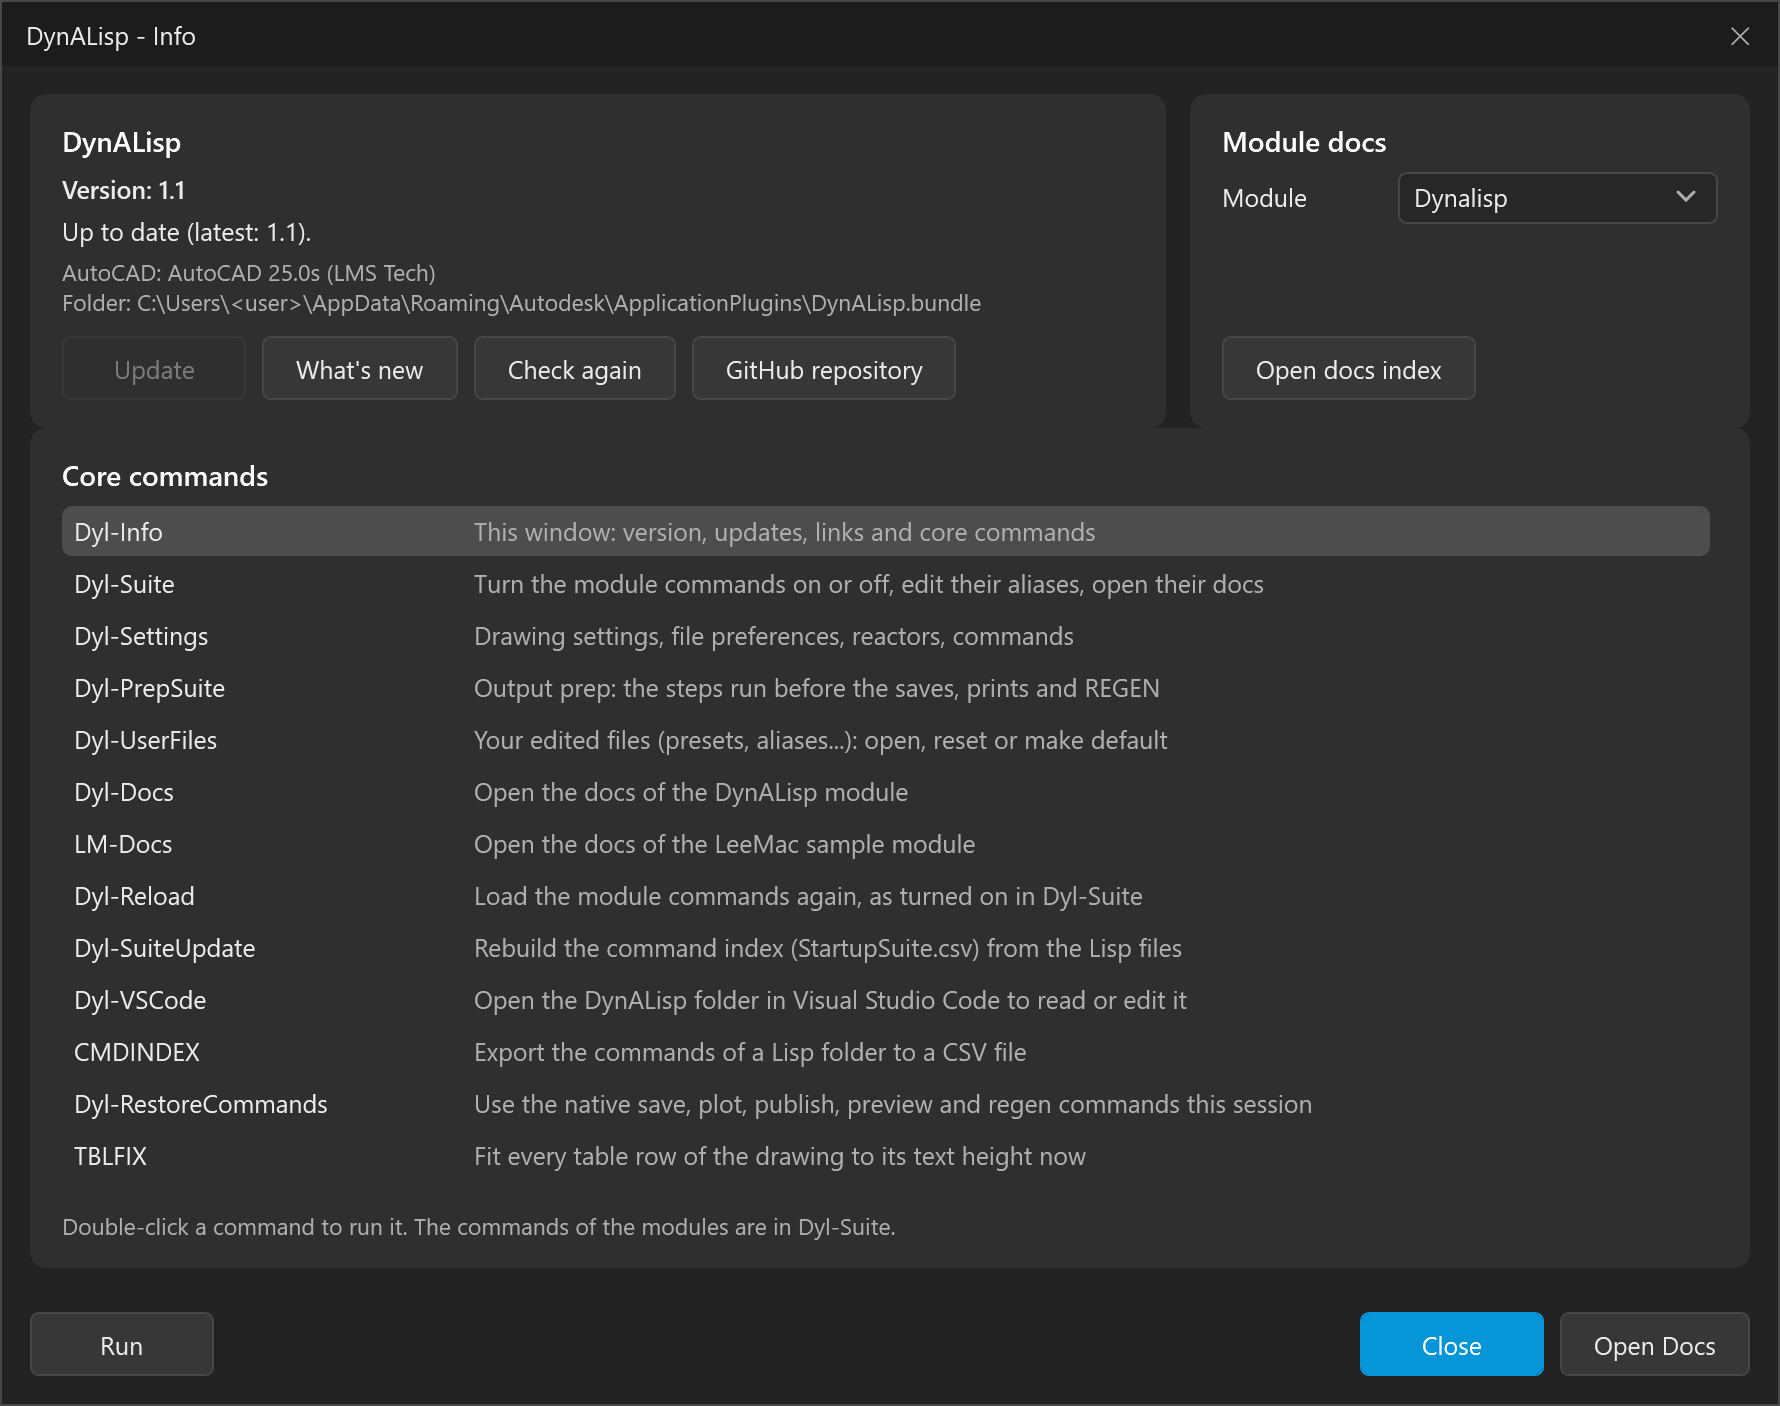 DynALisp - Info
DynALisp
Version: 1.1
Up to date (latest: 1.1).
AutoCAD: AutoCAD 25.0s (LMS Tech)
Folder: C:\Users\<user>\AppData\Roaming\Autodesk\ApplicationPlugins\DynALisp.bundle
Update
What's new
Check again
GitHub repository
Module docs
Module
Dynalisp
Open docs index
Core commands
Dyl-Info This window: version, updates, links and core commands
Dyl-Suite Turn the module commands on or off, edit their aliases, open their docs
Dyl-Settings Drawing settings, file preferences, reactors, commands
Dyl-PrepSuite Output prep: the steps run before the saves, prints and REGEN
Dyl-UserFiles Your edited files (presets, aliases...): open, reset or make default
Dyl-Docs Open the docs of the DynALisp module
LM-Docs Open the docs of the LeeMac sample module
Dyl-Reload Load the module commands again, as turned on in Dyl-Suite
Dyl-SuiteUpdate Rebuild the command index (StartupSuite.csv) from the Lisp files
Dyl-VSCode Open the DynALisp folder in Visual Studio Code to read or edit it
CMDINDEX Export the commands of a Lisp folder to a CSV file
Dyl-RestoreCommands Use the native save, plot, publish, preview and regen commands this session
TBLFIX Fit every table row of the drawing to its text height now
Double-click a command to run it. The commands of the modules are in Dyl-Suite.
Run
Close
Open Docs